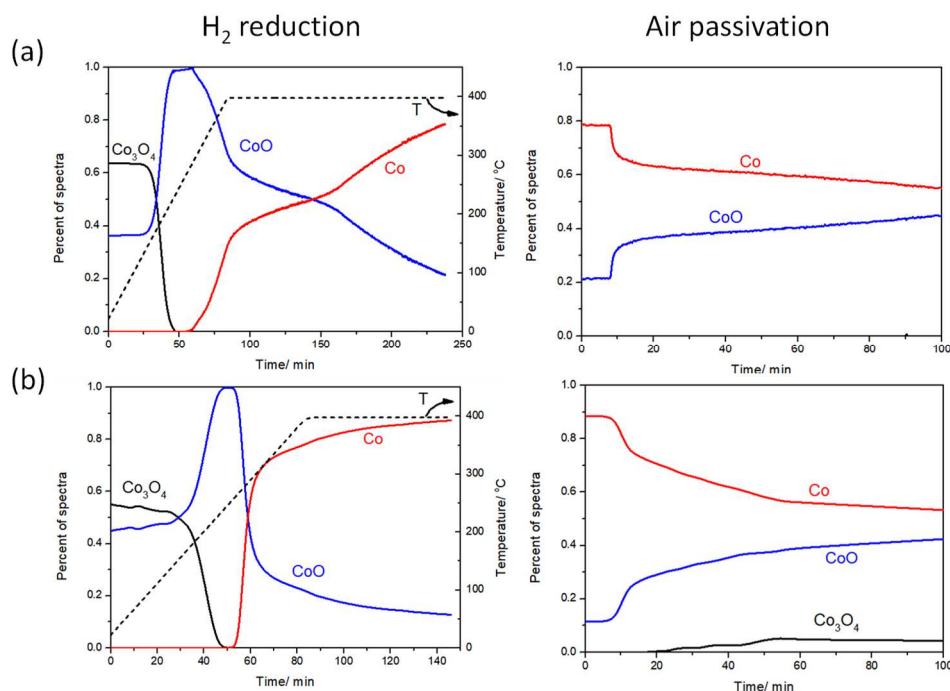 H₂ reduction
Air passivation
(a)
1.0
0.8
0.6
0.4
0.2
0.0
Percent of spectra
Co₃O₄
CoO
Co
T
400
300
200
100
0
Temperature/ °C
0 25 50 75 100 125 150 175 200 225 250
Time/ min
1.0
0.8
0.6
0.4
0.2
0.0
Percent of spectra
Co
CoO
0 20 40 60 80 100
Time/ min
(b)
1.0
0.8
0.6
0.4
0.2
0.0
Percent of spectra
Co₃O₄
CoO
Co
T
400
300
200
100
0
Temperature/ °C
0 20 40 60 80 100 120 140
Time/ min
1.0
0.8
0.6
0.4
0.2
0.0
Percent of spectra
Co
CoO
Co₃O₄
0 20 40 60 80 100
Time/ min